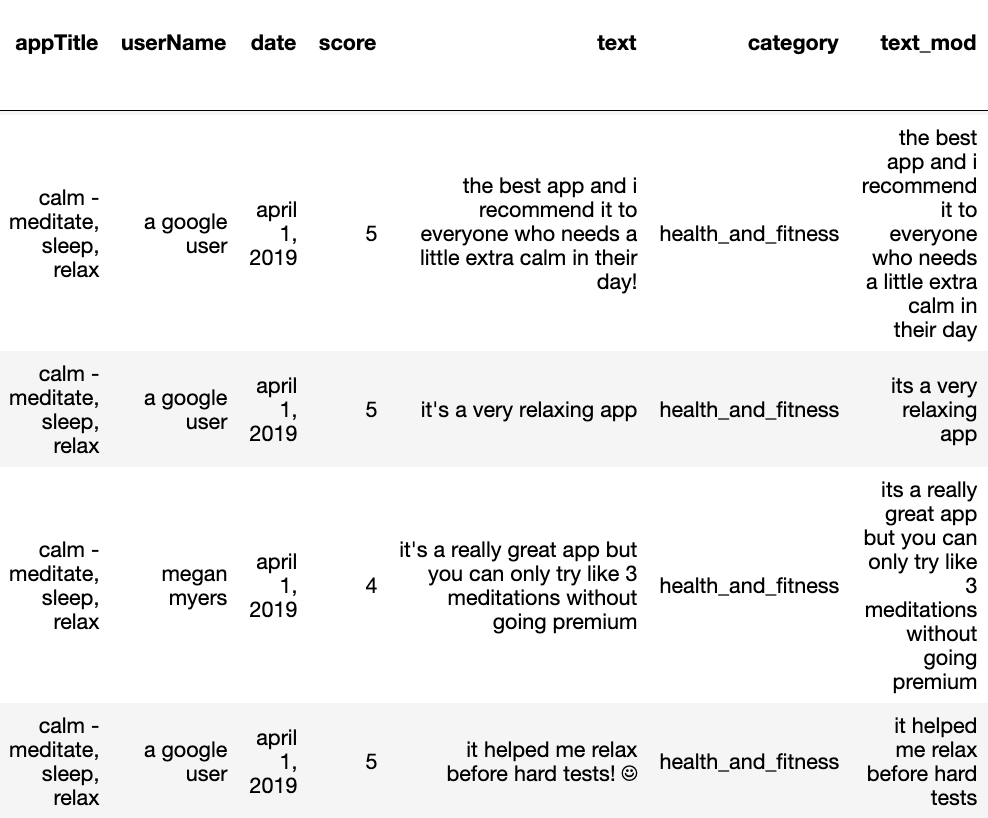 appTitle userName date score text category text_mod
calm -
meditate,
sleep,
relax
a google
user
april
1,
2019
5
the best app and i
recommend it to
everyone who needs a
little extra calm in their
day!
health_and_fitness
the best
app and i
recommend
it to
everyone
who needs
a little extra
calm in
their day
calm -
meditate,
sleep,
relax
a google
user
april
1,
2019
5
it's a very relaxing app
health_and_fitness
its a very
relaxing
app
calm -
meditate,
sleep,
relax
megan
myers
april
1,
2019
4
it's a really great app but
you can only try like 3
meditations without
going premium
health_and_fitness
its a really
great app
but you can
only try like
3
meditations
without
going
premium
calm -
meditate,
sleep,
relax
a google
user
april
1,
2019
5
it helped me relax
before hard tests! ☺
health_and_fitness
it helped
me relax
before hard
tests